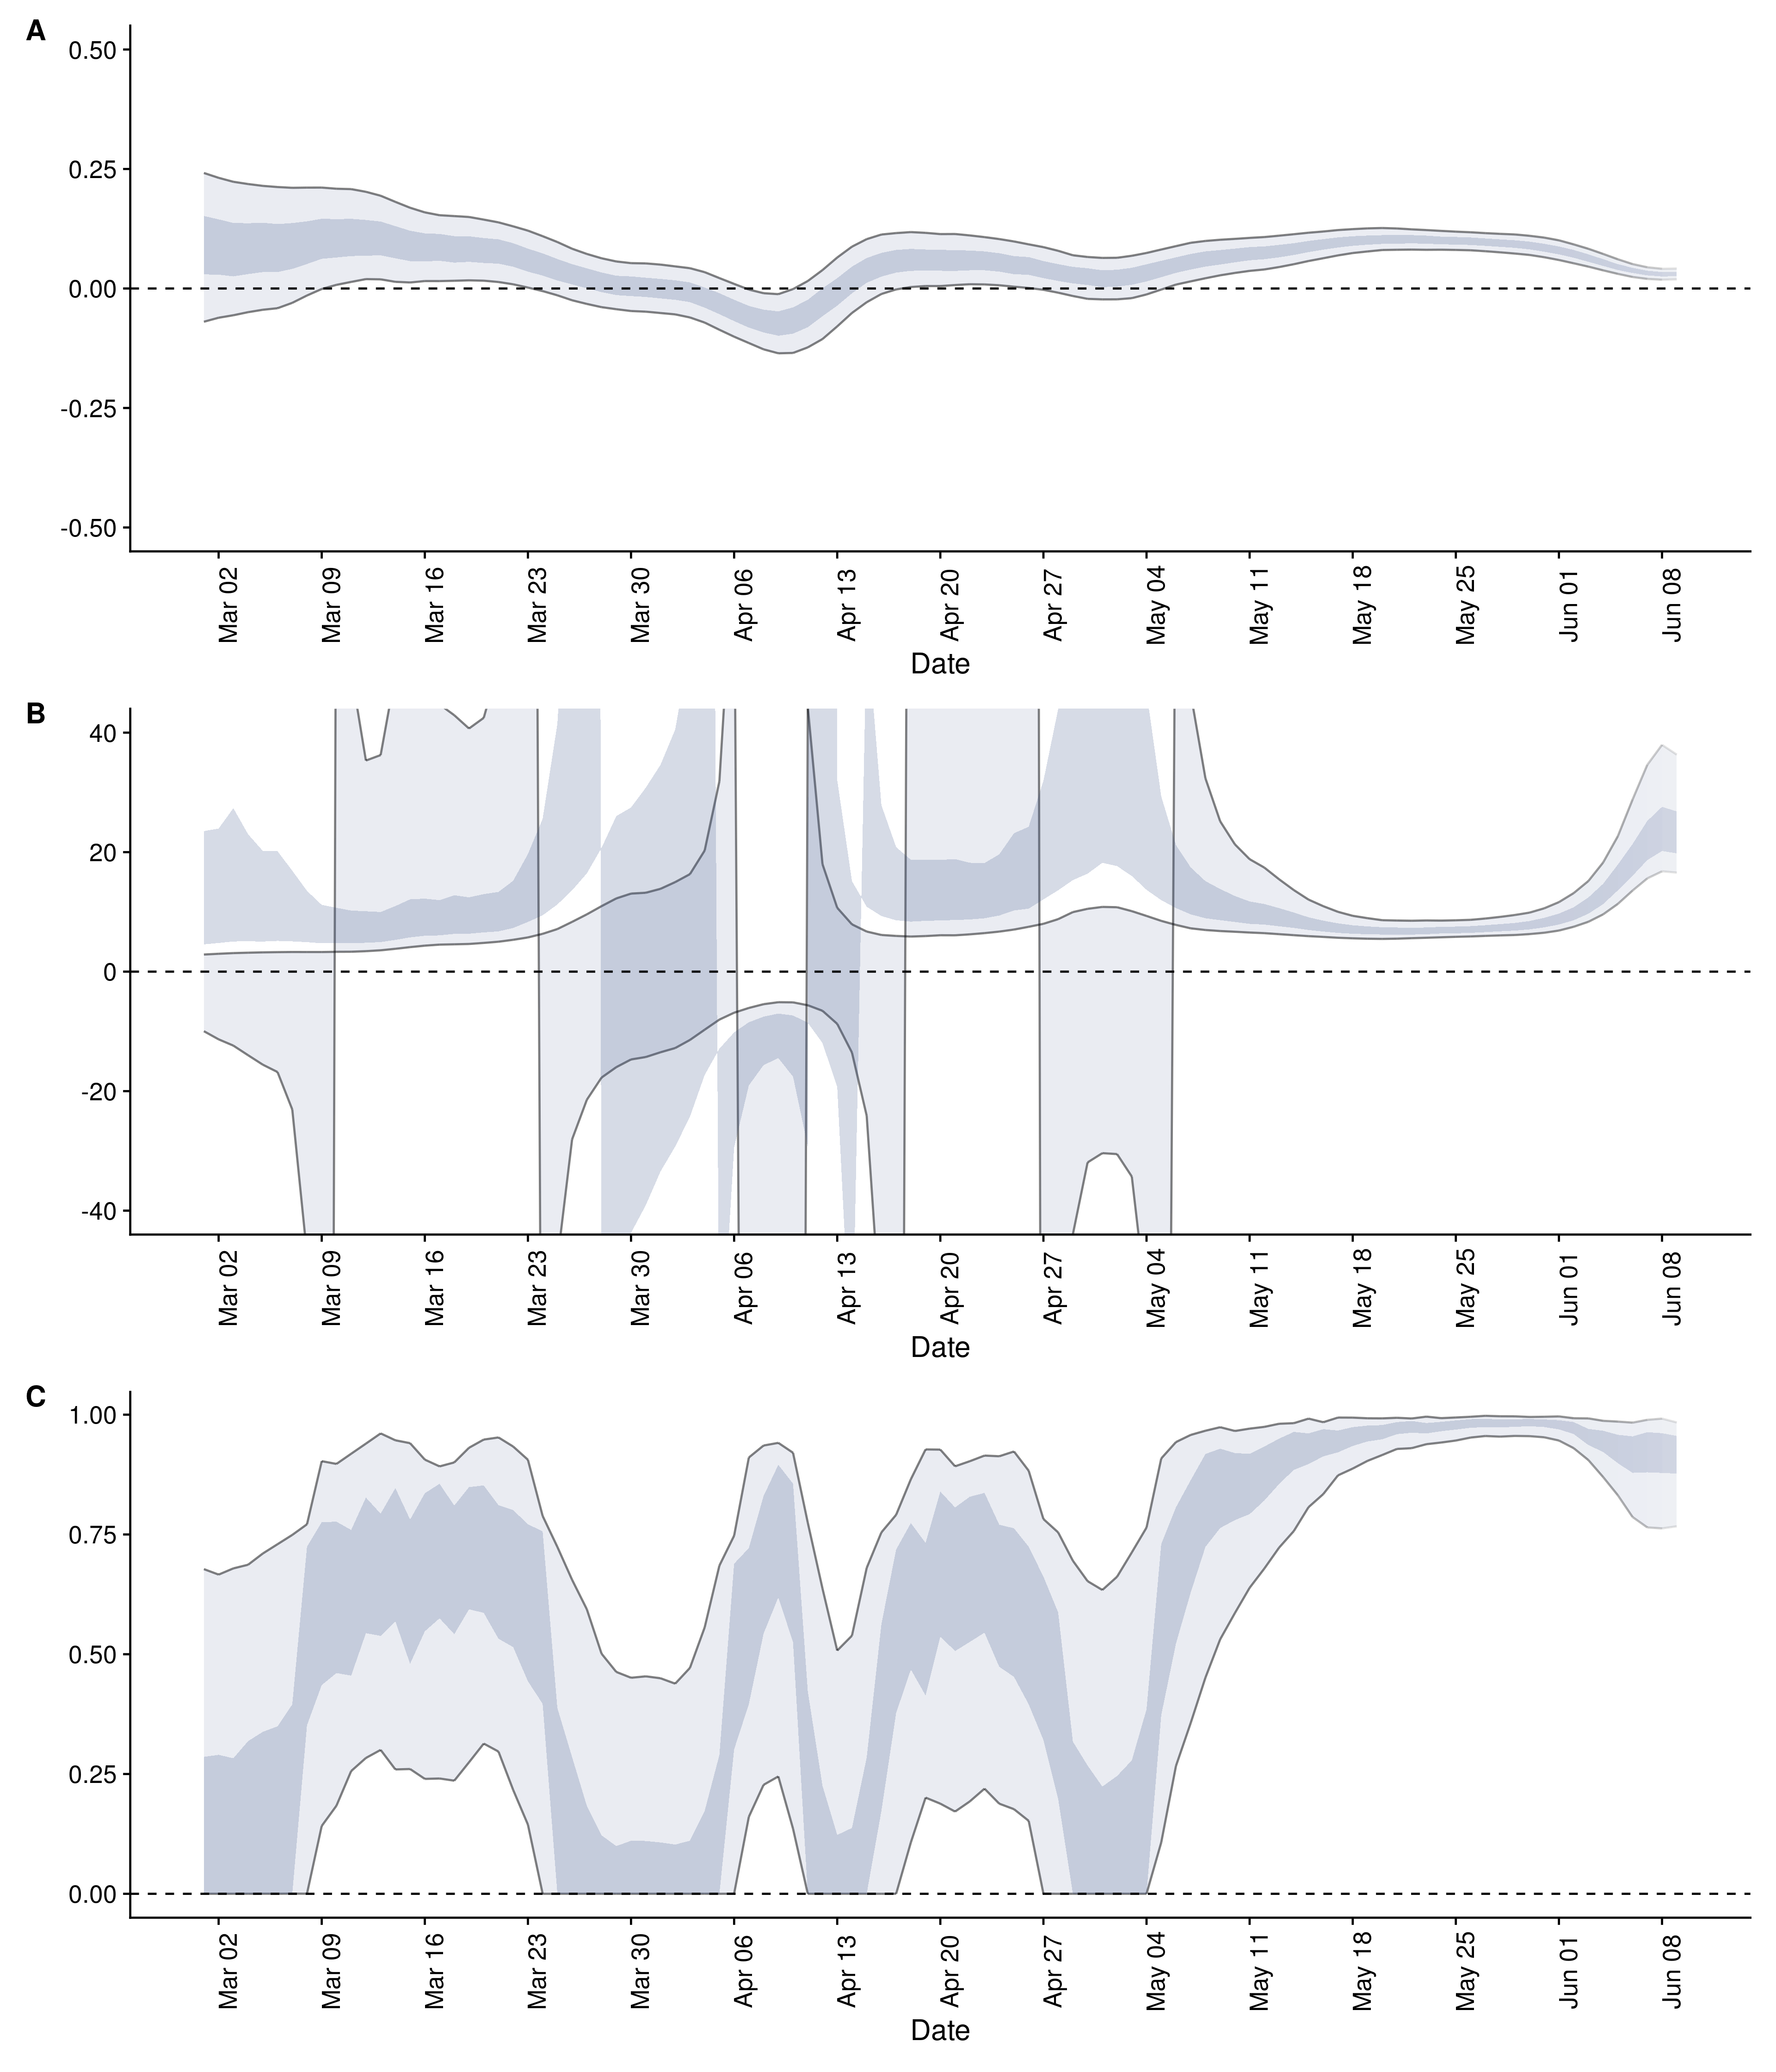 A
0.50
0.25
0.00
-0.25
-0.50
Mar 02
Mar 09
Mar 16
Mar 23
Mar 30
Apr 06
Apr 13
Apr 20
Apr 27
May 04
May 11
May 18
May 25
Jun 01
Jun 08
Date
B
40
20
0
-20
-40
Mar 02
Mar 09
Mar 16
Mar 23
Mar 30
Apr 06
Apr 13
Apr 20
Apr 27
May 04
May 11
May 18
May 25
Jun 01
Jun 08
Date
C
1.00
0.75
0.50
0.25
0.00
Mar 02
Mar 09
Mar 16
Mar 23
Mar 30
Apr 06
Apr 13
Apr 20
Apr 27
May 04
May 11
May 18
May 25
Jun 01
Jun 08
Date